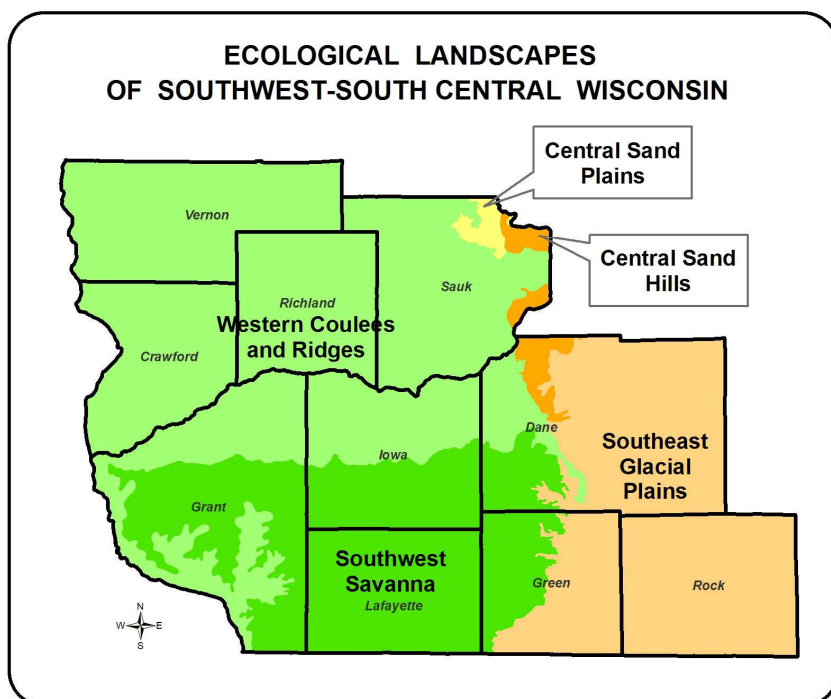 ECOLOGICAL LANDSCAPES
OF SOUTHWEST-SOUTH CENTRAL WISCONSIN
Central Sand
Plains
Vernon
Central Sand
Hills
Sauk
Richland
Western Coulees
and Ridges
Crawford
Dane
Southeast
Glacial
Plains
Iowa
Grant
Southwest
Savanna
Lafayette
Green
Rock
N
W E
S